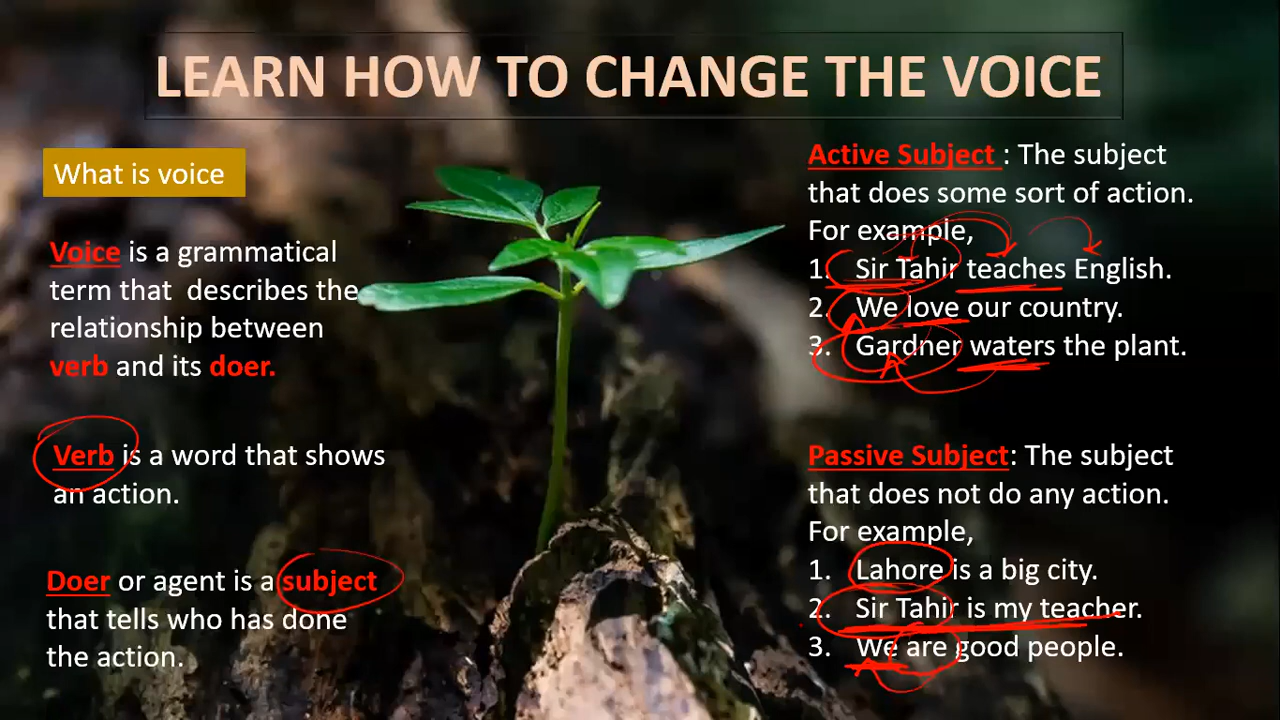 LEARN HOW TO CHANGE THE VOICE
What is voice
Voice is a grammatical
term that describes the
relationship between
verb and its doer.
Verb is a word that shows
an action.
Doer or agent is a subject
that tells who has done
the action.
Active Subject : The subject
that does some sort of action.
For example,
1. Sir Tahir teaches English.
2. We love our country.
3. Gardner waters the plant.
Passive Subject: The subject
that does not do any action.
For example,
1. Lahore is a big city.
2. Sir Tahir is my teacher.
3. We are good people.